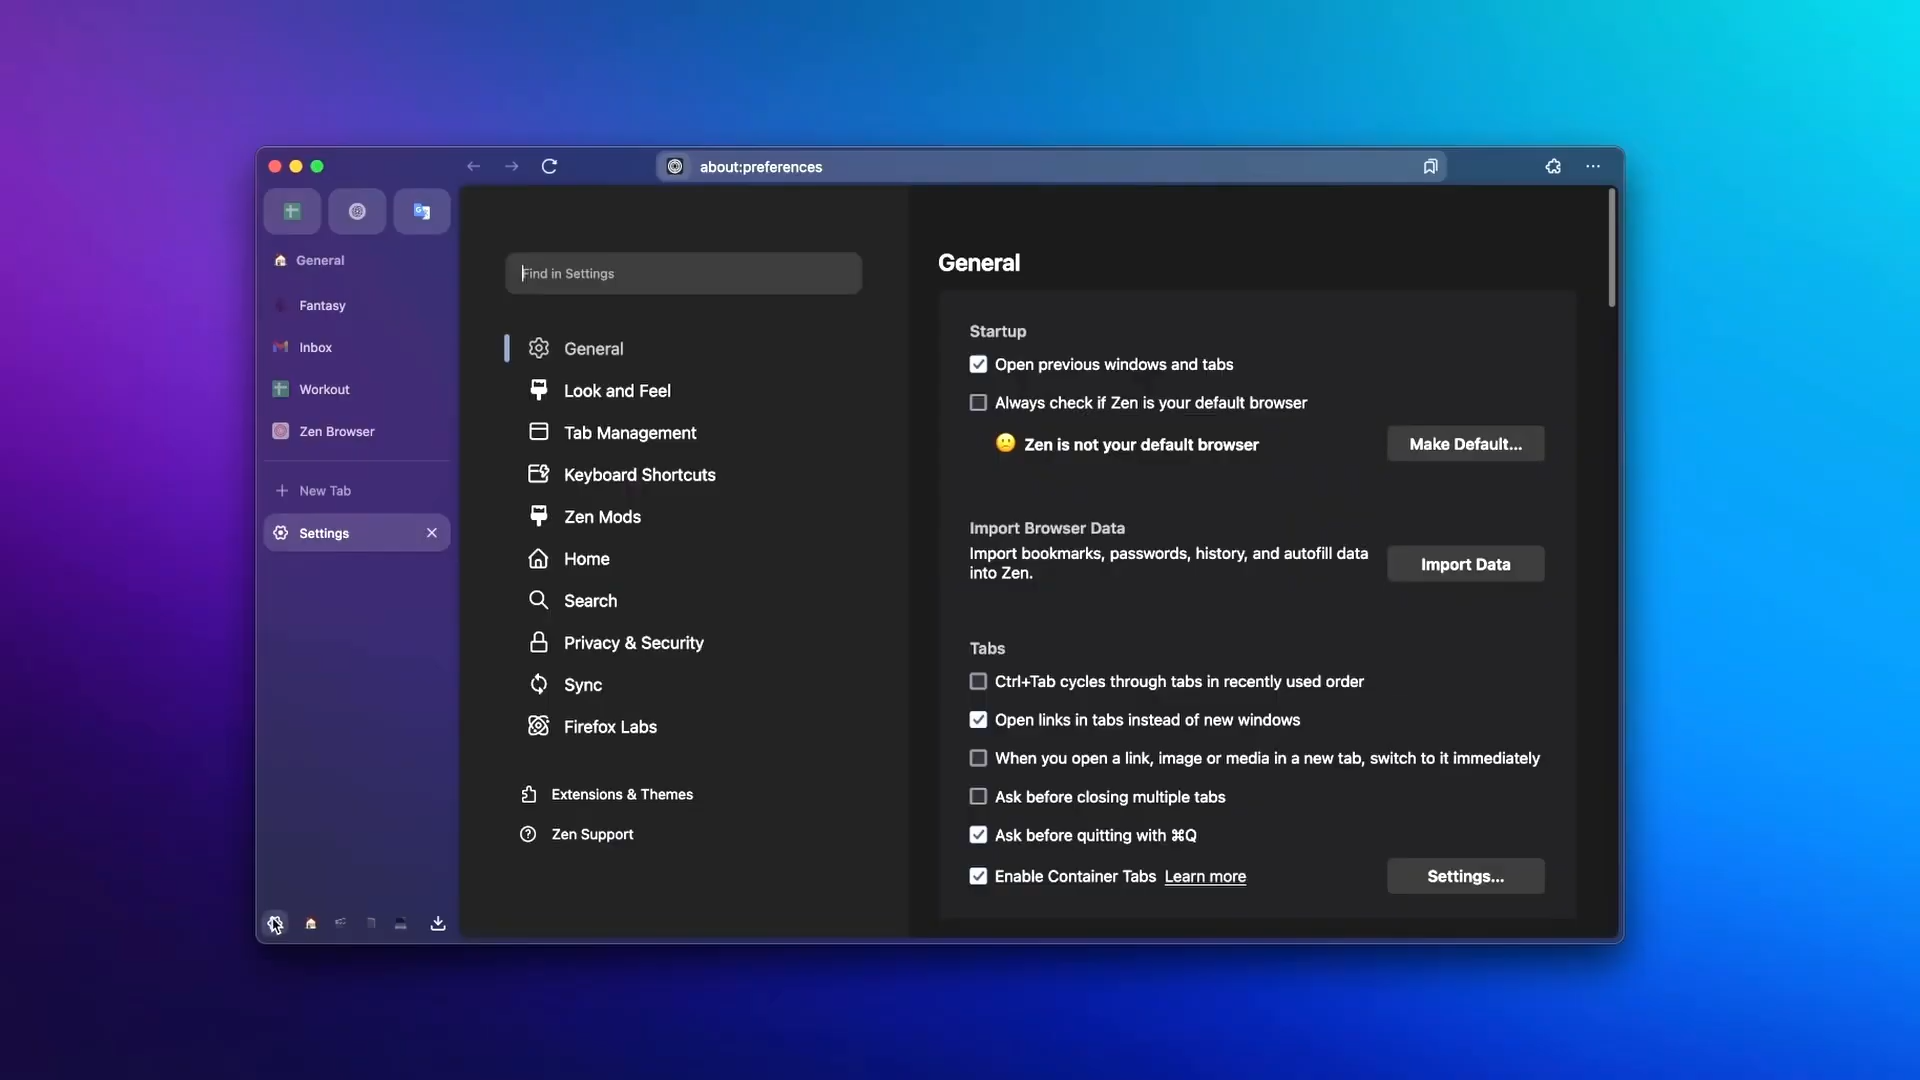 about:preferences
General
Fantasy
Inbox
Workout
Zen Browser
New Tab
Settings
Find in Settings
General
Look and Feel
Tab Management
Keyboard Shortcuts
Zen Mods
Home
Search
Privacy & Security
Sync
Firefox Labs
Extensions & Themes
Zen Support
General
Startup
Open previous windows and tabs
Always check if Zen is your default browser
Zen is not your default browser
Make Default...
Import Browser Data
Import bookmarks, passwords, history, and autofill data
into Zen.
Import Data
Tabs
Ctrl+Tab cycles through tabs in recently used order
Open links in tabs instead of new windows
When you open a link, image or media in a new tab, switch to it immediately
Ask before closing multiple tabs
Ask before quitting with ⌘Q
Enable Container Tabs Learn more
Settings...